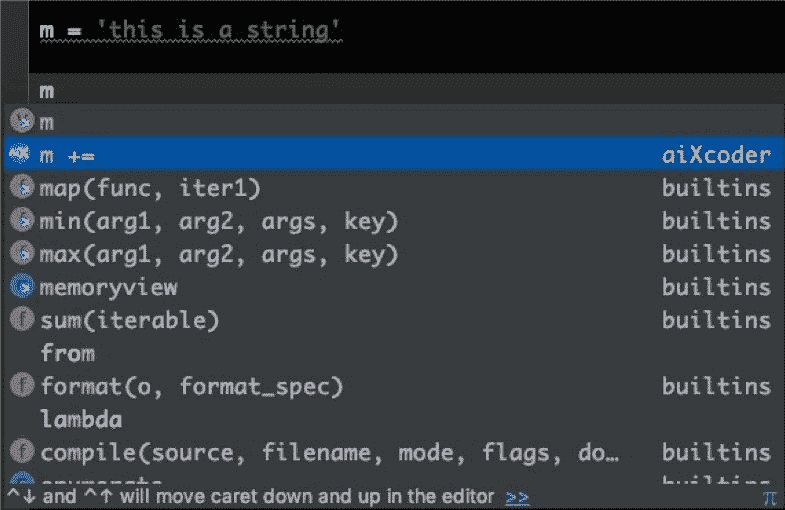 m = 'this is a string'
m
m
m += aiXcoder
map(func, iter1) builtins
min(arg1, arg2, args, key) builtins
max(arg1, arg2, args, key) builtins
memoryview builtins
sum(iterable) builtins
from
format(o, format_spec) builtins
lambda
compile(source, filename, mode, flags, do… builtins
enumerate builtins
^↓ and ^↑ will move caret down and up in the editor >> π